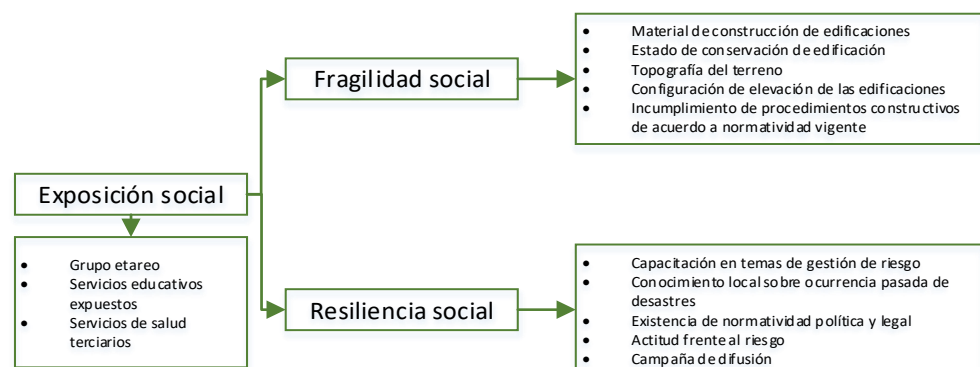 Exposición social
• Grupo etareo
• Servicios educativos
expuestos
• Servicios de salud
terciarios
Fragilidad social
• Material de construcción de edificaciones
• Estado de conservación de edificación
• Topografía del terreno
• Configuración de elevación de las edificaciones
• Incumplimiento de procedimientos constructivos
de acuerdo a normatividad vigente
Resiliencia social
• Capacitación en temas de gestión de riesgo
• Conocimiento local sobre ocurrencia pasada de
desastres
• Existencia de normatividad política y legal
• Actitud frente al riesgo
• Campaña de difusión